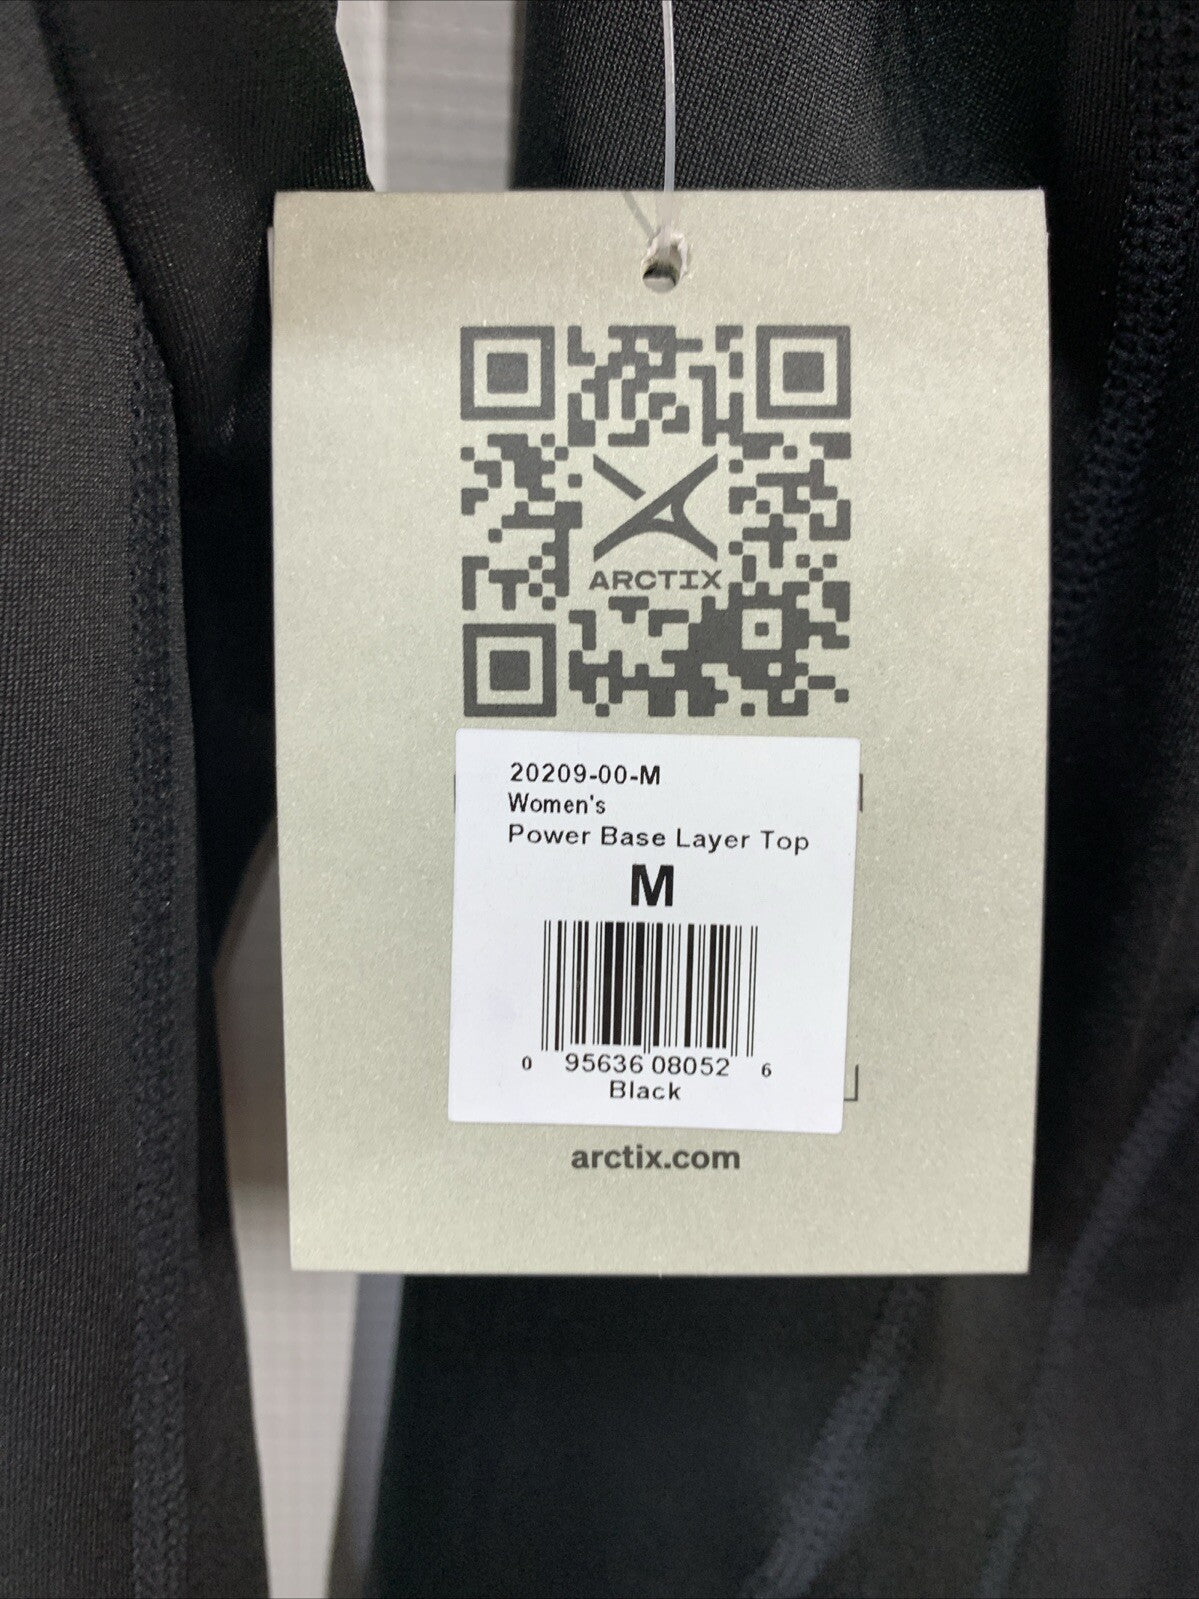 ARCTIX
20209-00-M
Women's
Power Base Layer Top
M
0 95636 08052 6
Black
arctix.com